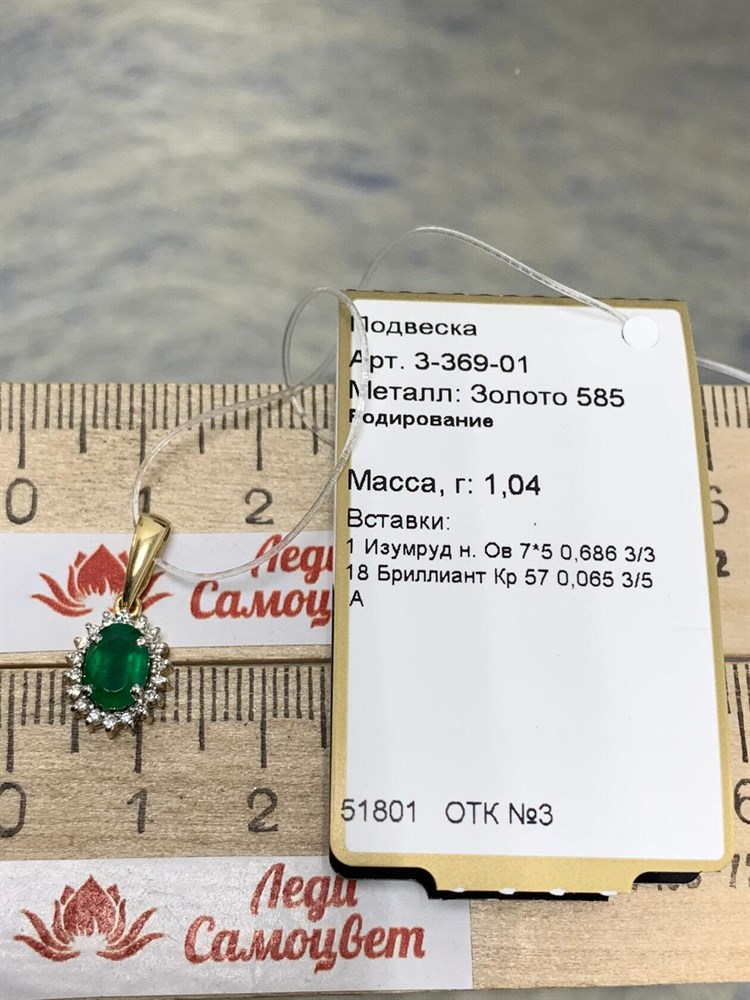 Подвеска
Арт. 3-369-01
Металл: Золото 585
Родирование
Масса, г: 1,04
Вставки:
1 Изумруд н. Ов 7*5 0,686 3/3
18 Бриллиант Кр 57 0,065 3/5
А
51801 ОТК №3
0 1 2
Леди
Самоцвет
0 1 2 6
Леди
Самоцвет